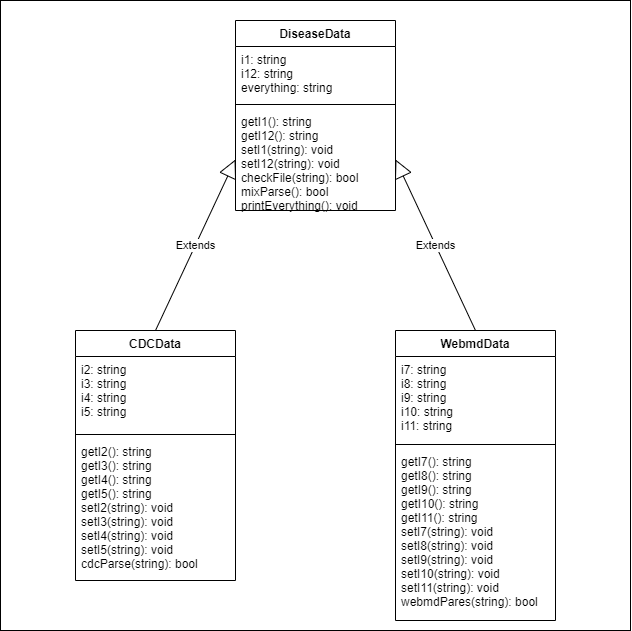 DiseaseData
i1: string
i12: string
everything: string
getI1(): string
getI12(): string
setI1(string): void
setI12(string): void
checkFile(string): bool
mixParse(): bool
printEverything(): void
Extends
Extends
CDCData
i2: string
i3: string
i4: string
i5: string
getI2(): string
getI3(): string
getI4(): string
getI5(): string
setI2(string): void
setI3(string): void
setI4(string): void
setI5(string): void
cdcParse(string): bool
WebmdData
i7: string
i8: string
i9: string
i10: string
i11: string
getI7(): string
getI8(): string
getI9(): string
getI10(): string
getI11(): string
setI7(string): void
setI8(string): void
setI9(string): void
setI10(string): void
setI11(string): void
webmdPares(string): bool